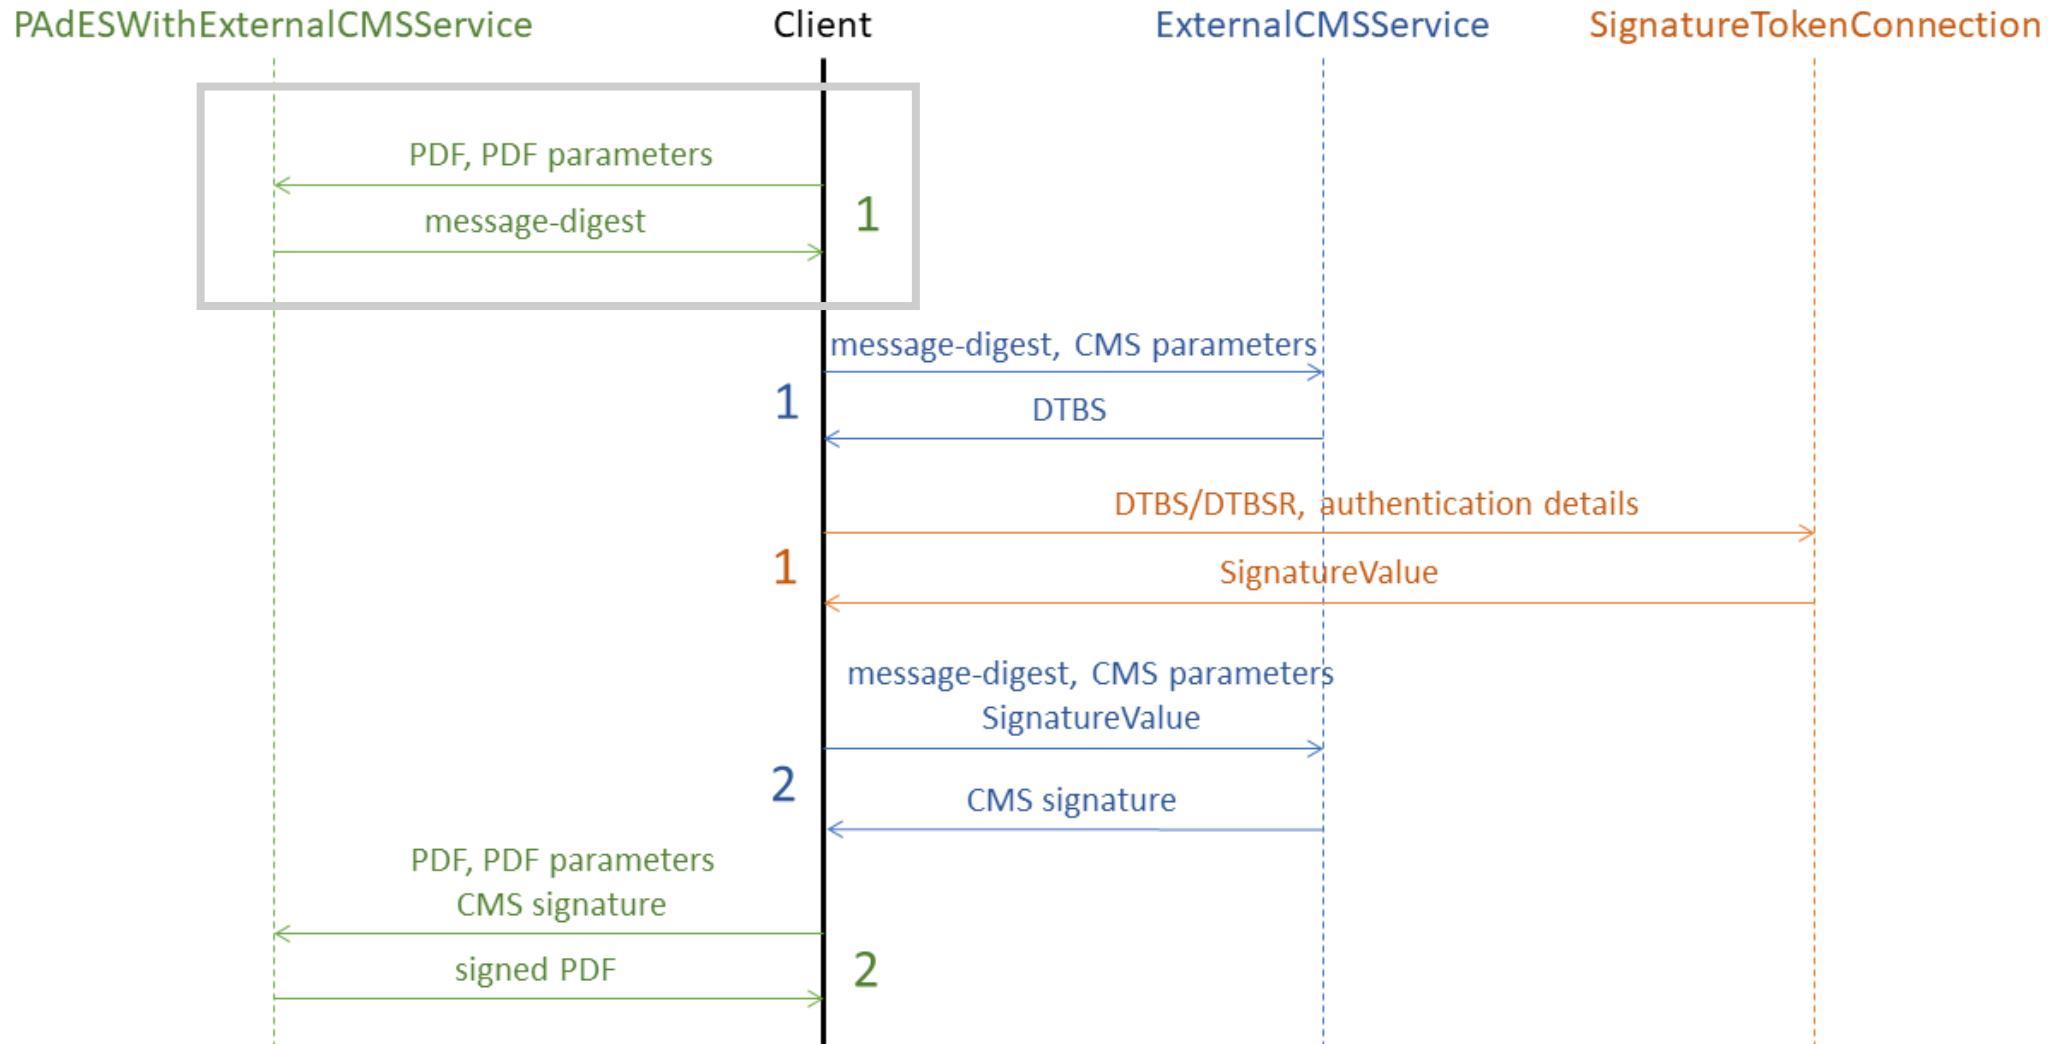 PAdESWithExternalCMSService
Client
ExternalCMSService
SignatureTokenConnection
PDF, PDF parameters
message-digest
1
message-digest, CMS parameters
1
DTBS
DTBS/DTBSR, authentication details
1
SignatureValue
message-digest, CMS parameters
SignatureValue
2
CMS signature
PDF, PDF parameters
CMS signature
signed PDF
2